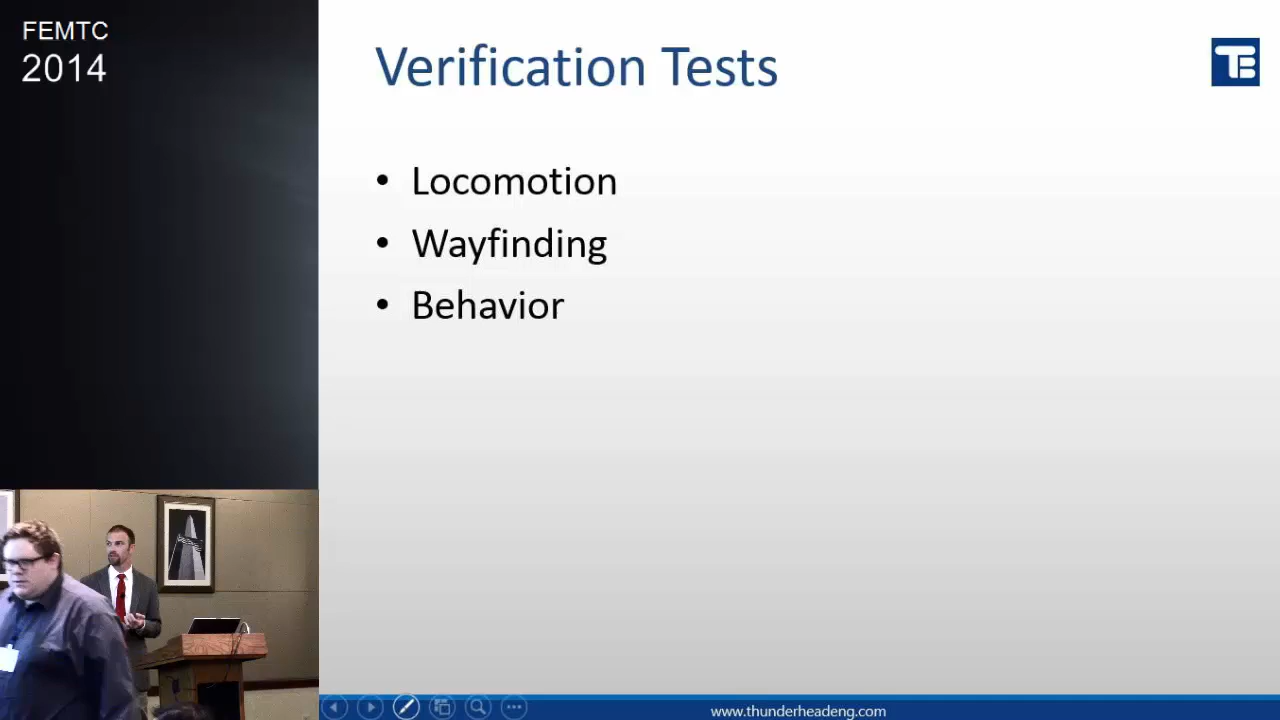 FEMTC
2014
Verification Tests
• Locomotion
• Wayfinding
• Behavior
www.thunderheadeng.com